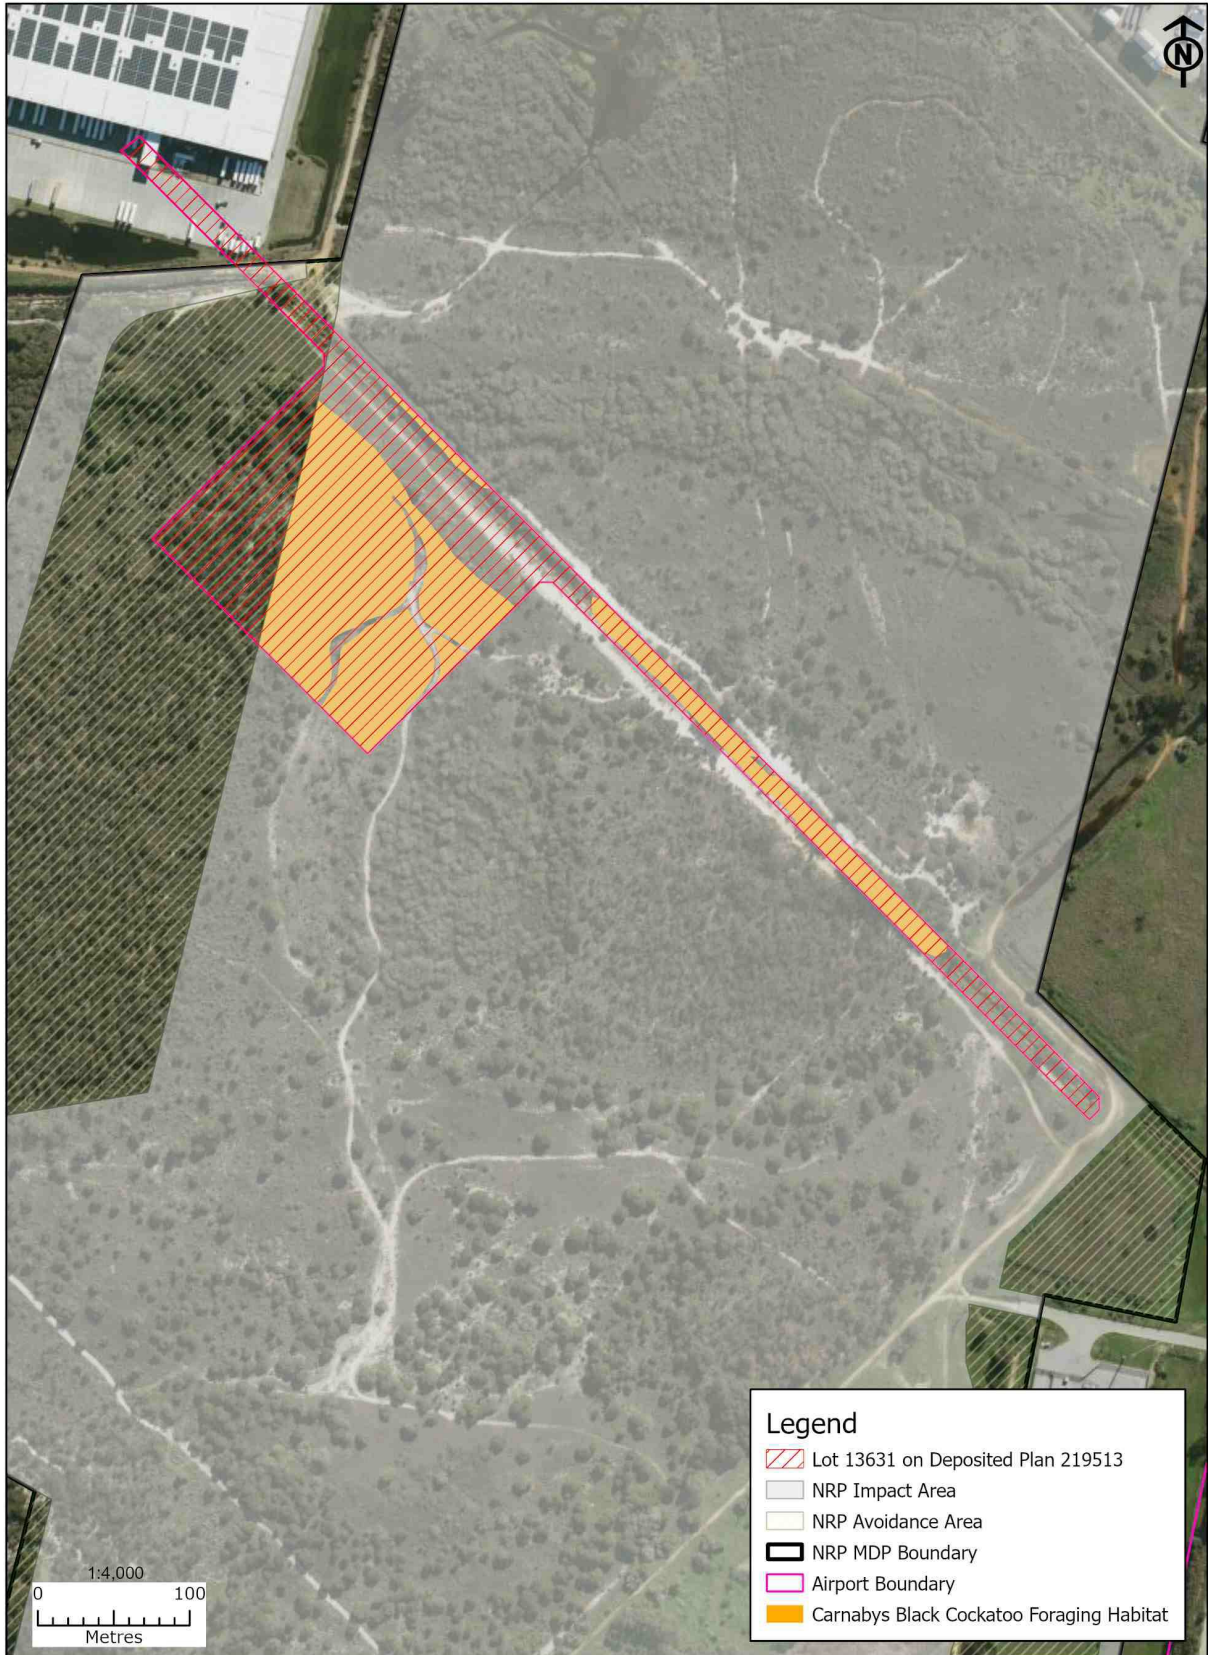 N
Legend
Lot 13631 on Deposited Plan 219513
NRP Impact Area
NRP Avoidance Area
NRP MDP Boundary
Airport Boundary
Carnabys Black Cockatoo Foraging Habitat
1:4,000
0 100
Metres